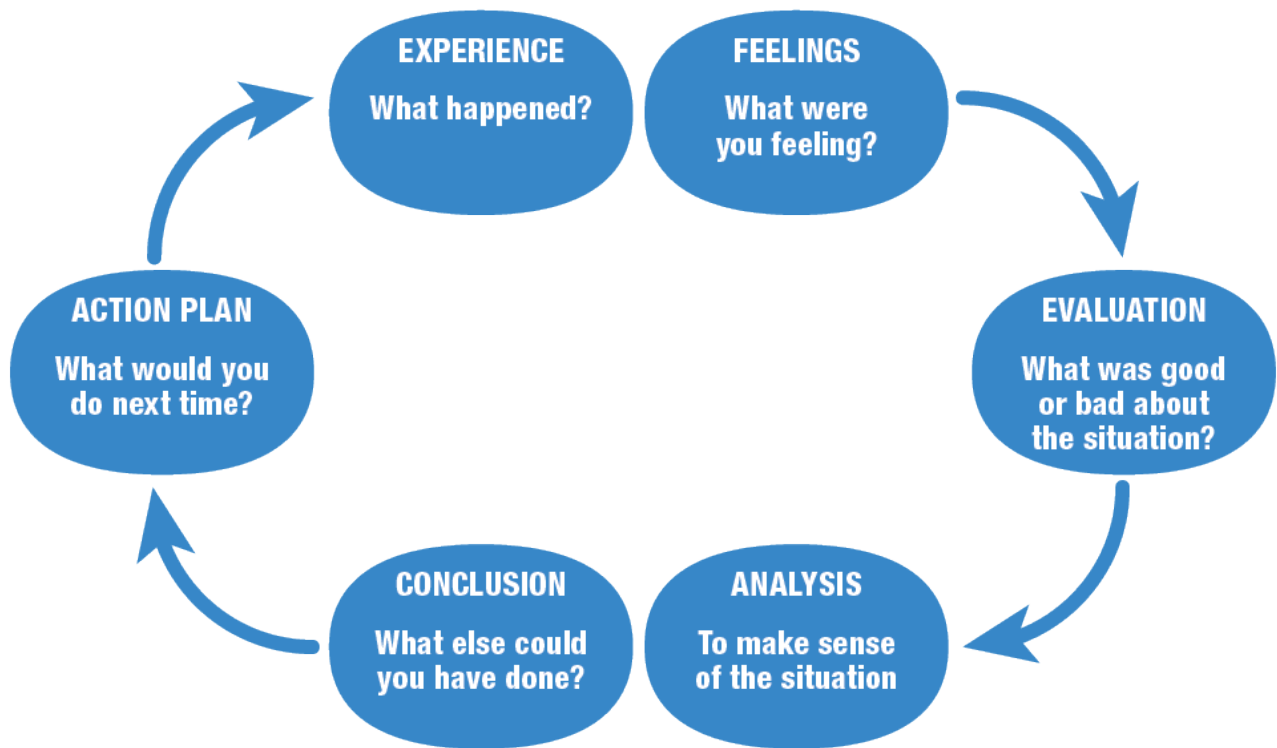 EXPERIENCE
What happened?
FEELINGS
What were
you feeling?
EVALUATION
What was good
or bad about
the situation?
ANALYSIS
To make sense
of the situation
CONCLUSION
What else could
you have done?
ACTION PLAN
What would you
do next time?